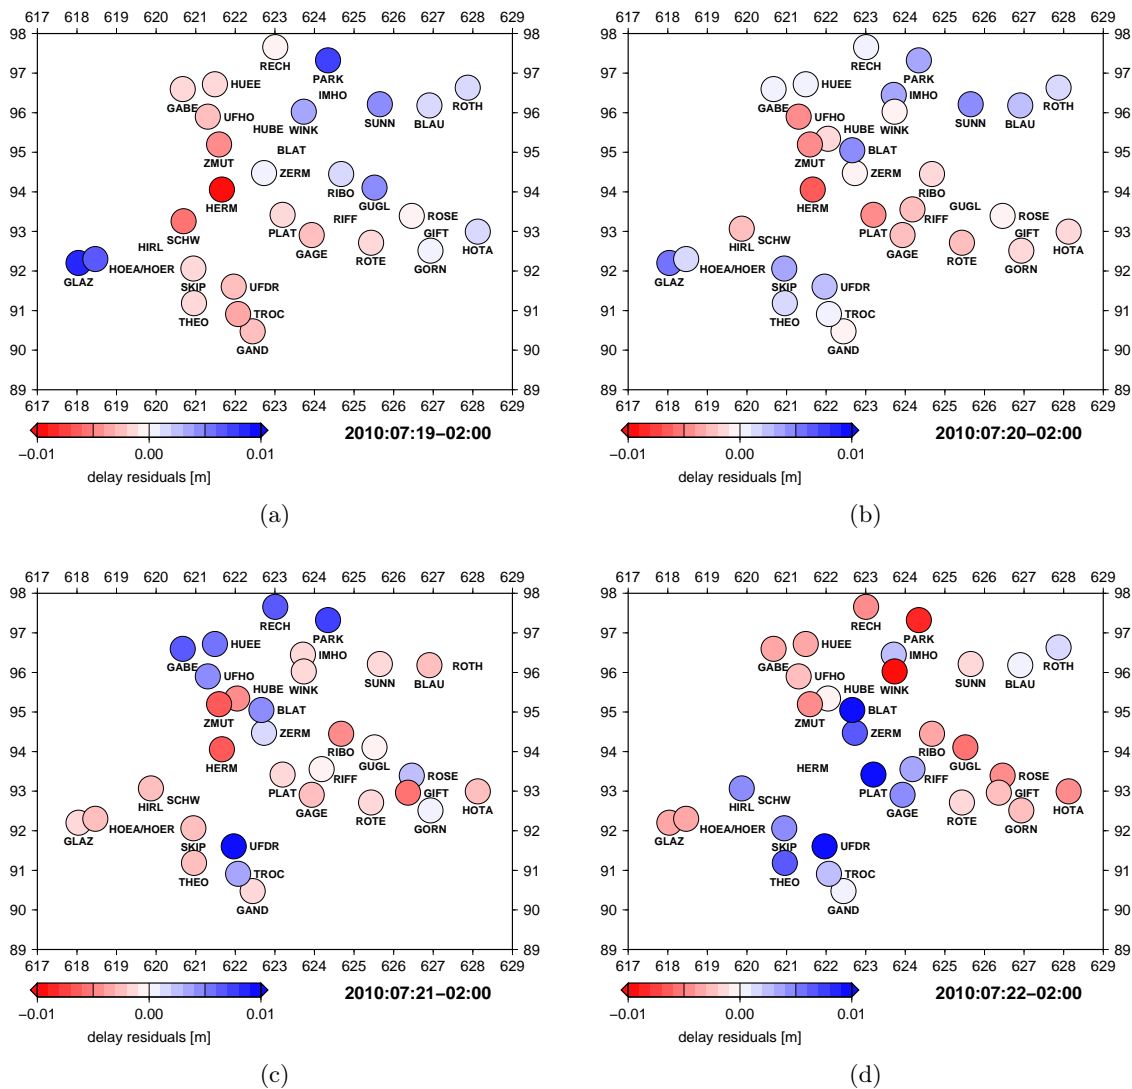 617 618 619 620 621 622 623 624 625 626 627 628 629
98 98
RECH
97 PARK 97
HUEE IMHO
GABE ROTH
96 UFHO WINK SUNN BLAU 96
HUBE
BLAT
95 ZMUT 95
ZERM
RIBO
94 HERM GUGL 94
RIFF ROSE
PLAT GIFT
93 SCHW 93
HIRL GAGE ROTE HOTA
92 HOEA/HOER GORN 92
GLAZ
SKIP UFDR
91 THEO TROC 91
GAND
90 90
89 89
617 618 619 620 621 622 623 624 625 626 627 628 629
2010:07:19−02:00
−0.01 0.00 0.01
delay residuals [m]
(a)
617 618 619 620 621 622 623 624 625 626 627 628 629
98 98
RECH
97 PARK 97
HUEE IMHO
GABE ROTH
96 UFHO WINK SUNN BLAU 96
HUBE
BLAT
95 ZMUT 95
ZERM
RIBO
94 HERM GUGL 94
RIFF ROSE
PLAT GIFT
93 SCHW 93
HIRL GAGE ROTE HOTA
92 HOEA/HOER GORN 92
GLAZ
SKIP UFDR
91 THEO TROC 91
GAND
90 90
89 89
617 618 619 620 621 622 623 624 625 626 627 628 629
2010:07:20−02:00
−0.01 0.00 0.01
delay residuals [m]
(b)
617 618 619 620 621 622 623 624 625 626 627 628 629
98 98
RECH
97 PARK 97
HUEE IMHO
GABE ROTH
96 UFHO WINK SUNN BLAU 96
HUBE
BLAT
95 ZMUT 95
ZERM
RIBO
94 HERM GUGL 94
RIFF ROSE
PLAT GIFT
93 SCHW 93
HIRL GAGE ROTE HOTA
92 HOEA/HOER GORN 92
GLAZ
SKIP UFDR
91 THEO TROC 91
GAND
90 90
89 89
617 618 619 620 621 622 623 624 625 626 627 628 629
2010:07:21−02:00
−0.01 0.00 0.01
delay residuals [m]
(c)
617 618 619 620 621 622 623 624 625 626 627 628 629
98 98
RECH
97 PARK 97
HUEE IMHO
GABE ROTH
96 UFHO WINK SUNN BLAU 96
HUBE
BLAT
95 ZMUT 95
ZERM
RIBO
94 HERM GUGL 94
RIFF ROSE
PLAT GIFT
93 SCHW 93
HIRL GAGE ROTE HOTA
92 HOEA/HOER GORN 92
GLAZ
SKIP UFDR
91 THEO TROC 91
GAND
90 90
89 89
617 618 619 620 621 622 623 624 625 626 627 628 629
2010:07:22−02:00
−0.01 0.00 0.01
delay residuals [m]
(d)